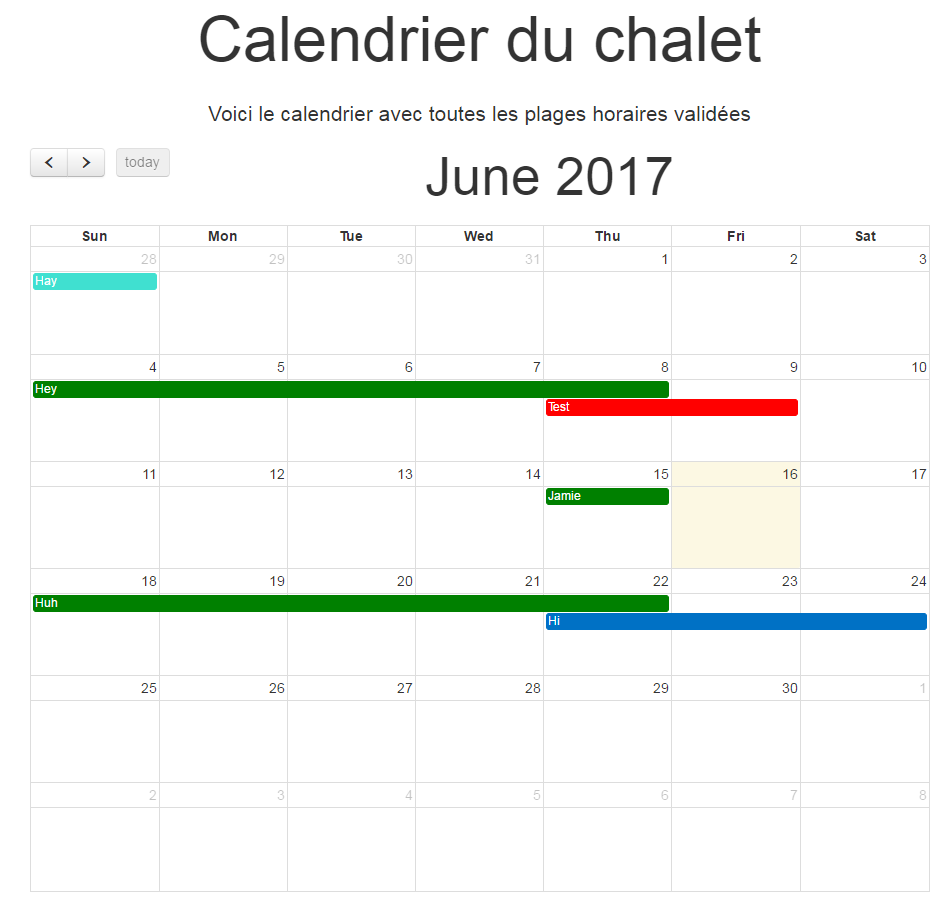 Calendrier du chalet
Voici le calendrier avec toutes les plages horaires validées
today
June 2017
Sun Mon Tue Wed Thu Fri Sat
28 29 30 31 1 2 3
Hay
4 5 6 7 8 9 10
Hey
Test
11 12 13 14 15 16 17
Jamie
18 19 20 21 22 23 24
Huh
Hi
25 26 27 28 29 30 1
2 3 4 5 6 7 8